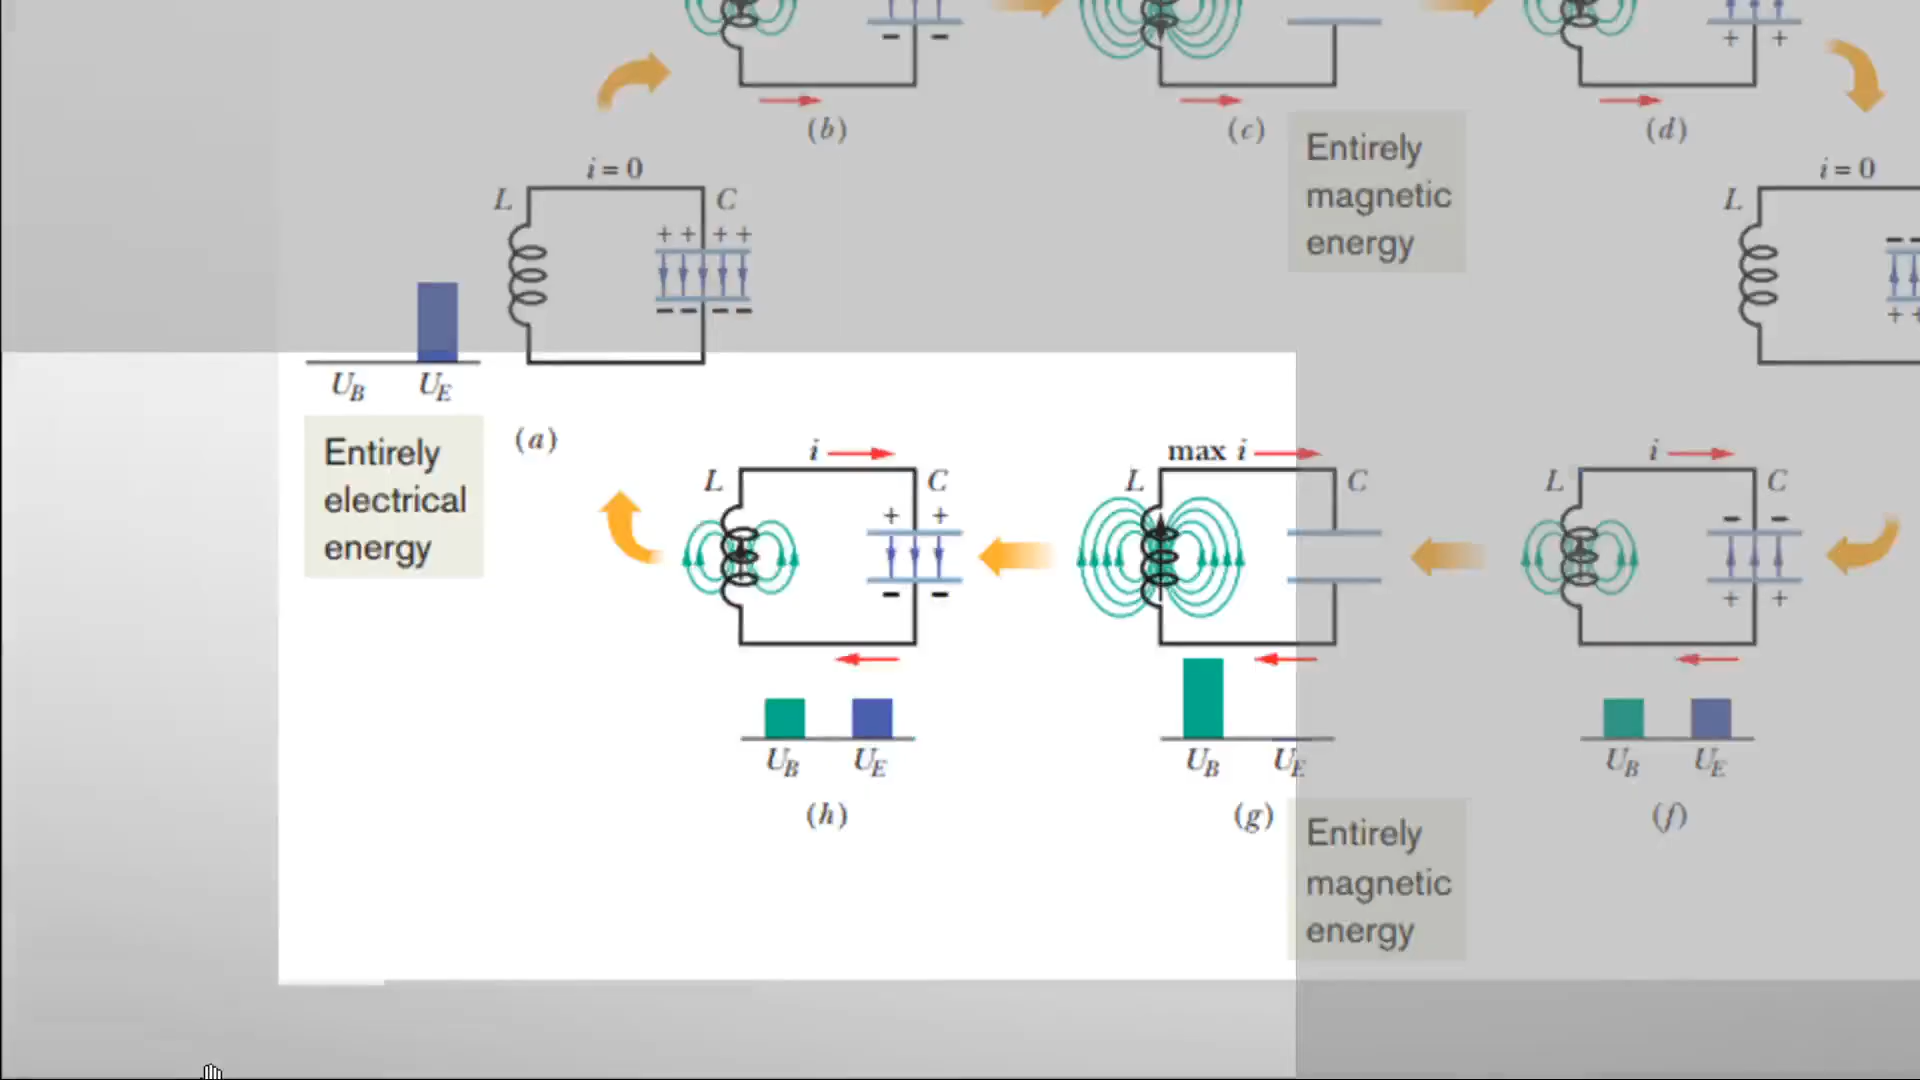 − −
+ +
(b)
(c)
(d)
Entirely
magnetic
energy
i = 0
L
C
+ + + +
− − − −
U_B U_E
(a)
Entirely
electrical
energy
i = 0
L
− −
+ +
i
L
C
+ +
− −
U_B U_E
(h)
max i
L
C
U_B U_E
(g)
Entirely
magnetic
energy
i
L
C
− −
+ +
U_B U_E
(f)